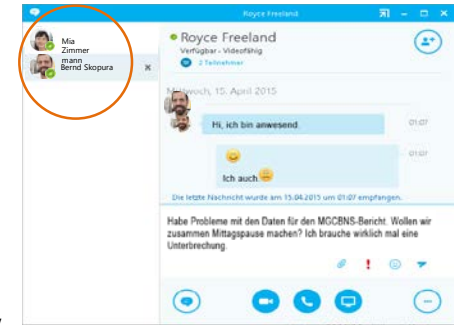 Royce Freeland
Mia
Zimmer
mann
Bernd Skopura
Royce Freeland
Verfügbar - Videofähig
2 Teilnehmer
Mittwoch, 15. April 2015
Hi, ich bin anwesend.
01:07
01:07
Ich auch.
Die letzte Nachricht wurde am 15.04.2015 um 01:07 empfangen.
Habe Probleme mit den Daten für den MGCBNS-Bericht. Wollen wir
zusammen Mittagspause machen? Ich brauche wirklich mal eine
Unterbrechung.